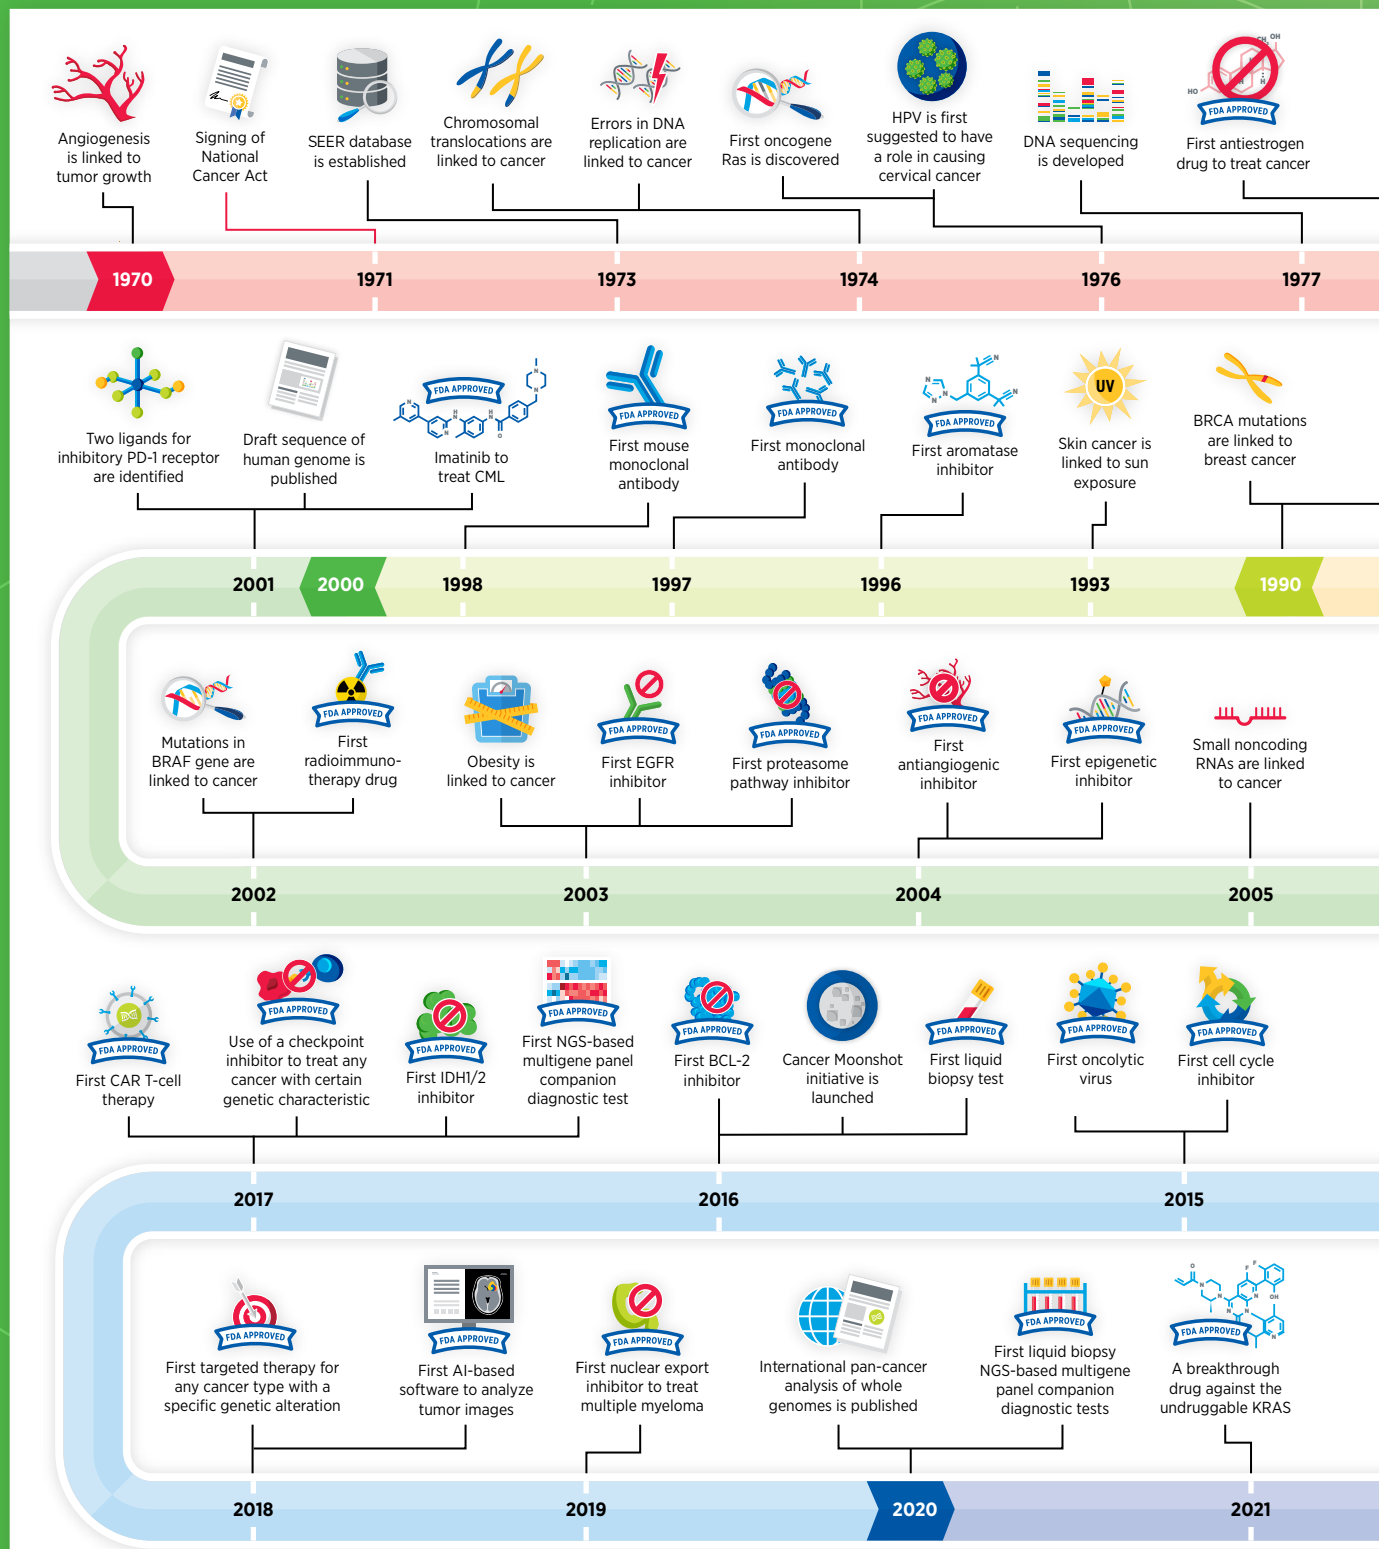 Angiogenesis
is linked to
tumor growth
Signing of
National
Cancer Act
SEER database
is established
Chromosomal
translocations are
linked to cancer
Errors in DNA
replication are
linked to cancer
First oncogene
Ras is discovered
HPV is first
suggested to have
a role in causing
cervical cancer
DNA sequencing
is developed
HO
CH₃
OH
H
H
H
FDA APPROVED
First antiestrogen
drug to treat cancer
1970
1971
1973
1974
1976
1977
Two ligands for
inhibitory PD-1 receptor
are identified
Draft sequence of
human genome is
published
FDA APPROVED
Imatinib to
treat CML
FDA APPROVED
First mouse
monoclonal
antibody
FDA APPROVED
First monoclonal
antibody
FDA APPROVED
First aromatase
inhibitor
UV
Skin cancer is
linked to sun
exposure
BRCA mutations
are linked to
breast cancer
2001
2000
1998
1997
1996
1993
1990
Mutations in
BRAF gene are
linked to cancer
FDA APPROVED
First
radioimmuno-
therapy drug
Obesity is
linked to cancer
FDA APPROVED
First EGFR
inhibitor
FDA APPROVED
First proteasome
pathway inhibitor
FDA APPROVED
First
antiangiogenic
inhibitor
FDA APPROVED
First epigenetic
inhibitor
Small noncoding
RNAs are linked
to cancer
2002
2003
2004
2005
FDA APPROVED
First CAR T-cell
therapy
FDA APPROVED
Use of a checkpoint
inhibitor to treat any
cancer with certain
genetic characteristic
FDA APPROVED
First IDH1/2
inhibitor
FDA APPROVED
First NGS-based
multigene panel
companion
diagnostic test
FDA APPROVED
First BCL-2
inhibitor
Cancer Moonshot
initiative is
launched
FDA APPROVED
First liquid
biopsy test
FDA APPROVED
First oncolytic
virus
FDA APPROVED
First cell cycle
inhibitor
2017
2016
2015
FDA APPROVED
First targeted therapy for
any cancer type with a
specific genetic alteration
FDA APPROVED
First AI-based
software to analyze
tumor images
FDA APPROVED
First nuclear export
inhibitor to treat
multiple myeloma
International pan-cancer
analysis of whole
genomes is published
FDA APPROVED
First liquid biopsy
NGS-based multigene
panel companion
diagnostic tests
FDA APPROVED
A breakthrough
drug against the
undruggable KRAS
2018
2019
2020
2021